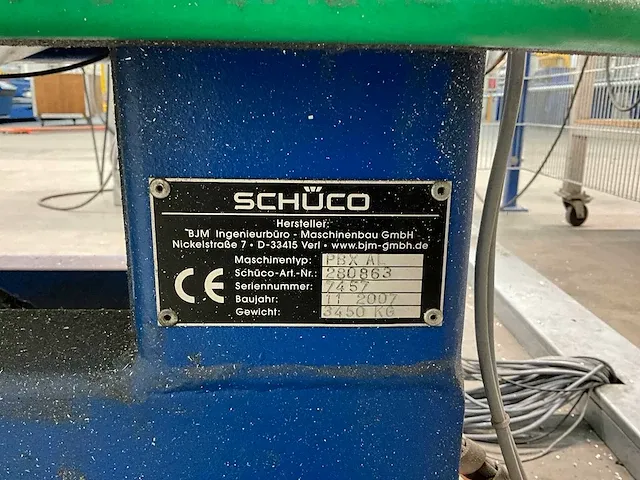 SCHÜCO
Hersteller:
"BJM Ingenieurbüro - Maschinenbau GmbH
Nickelstraße 7 • D-33415 Verl • www.bjm-gmbh.de
Maschinentyp: PBX AL
Schüco-Art.-Nr.: 280863
Seriennummer: 7457
Baujahr: 11 2007
Gewicht: 3450 KG
CE